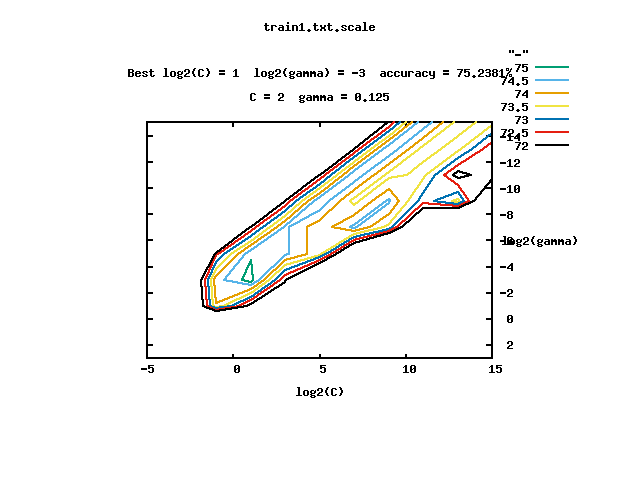 train1.txt.scale
"-"
Best log2(C) = 1  log2(gamma) = -3  accuracy = 75.2381%
75
74.5
C = 2  gamma = 0.125
74
73.5
73
72.5
-14
72
-12
-10
-8
-6
log2(gamma)
-4
-2
0
2
-5 0 5 10 15
log2(C)